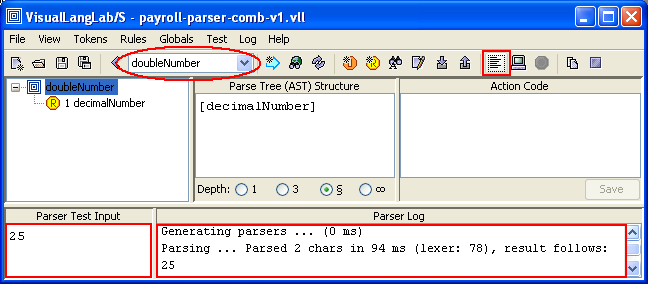 VisualLangLab/S - payroll-parser-comb-v1.vll
File View Tokens Rules Globals Test Log Help
doubleNumber
doubleNumber
R 1 decimalNumber
Parse Tree (AST) Structure
[decimalNumber]
Depth: 1 3 § ∞
Action Code
Save
Parser Test Input
25
Parser Log
Generating parsers ... (0 ms)
Parsing ... Parsed 2 chars in 94 ms (lexer: 78), result follows:
25